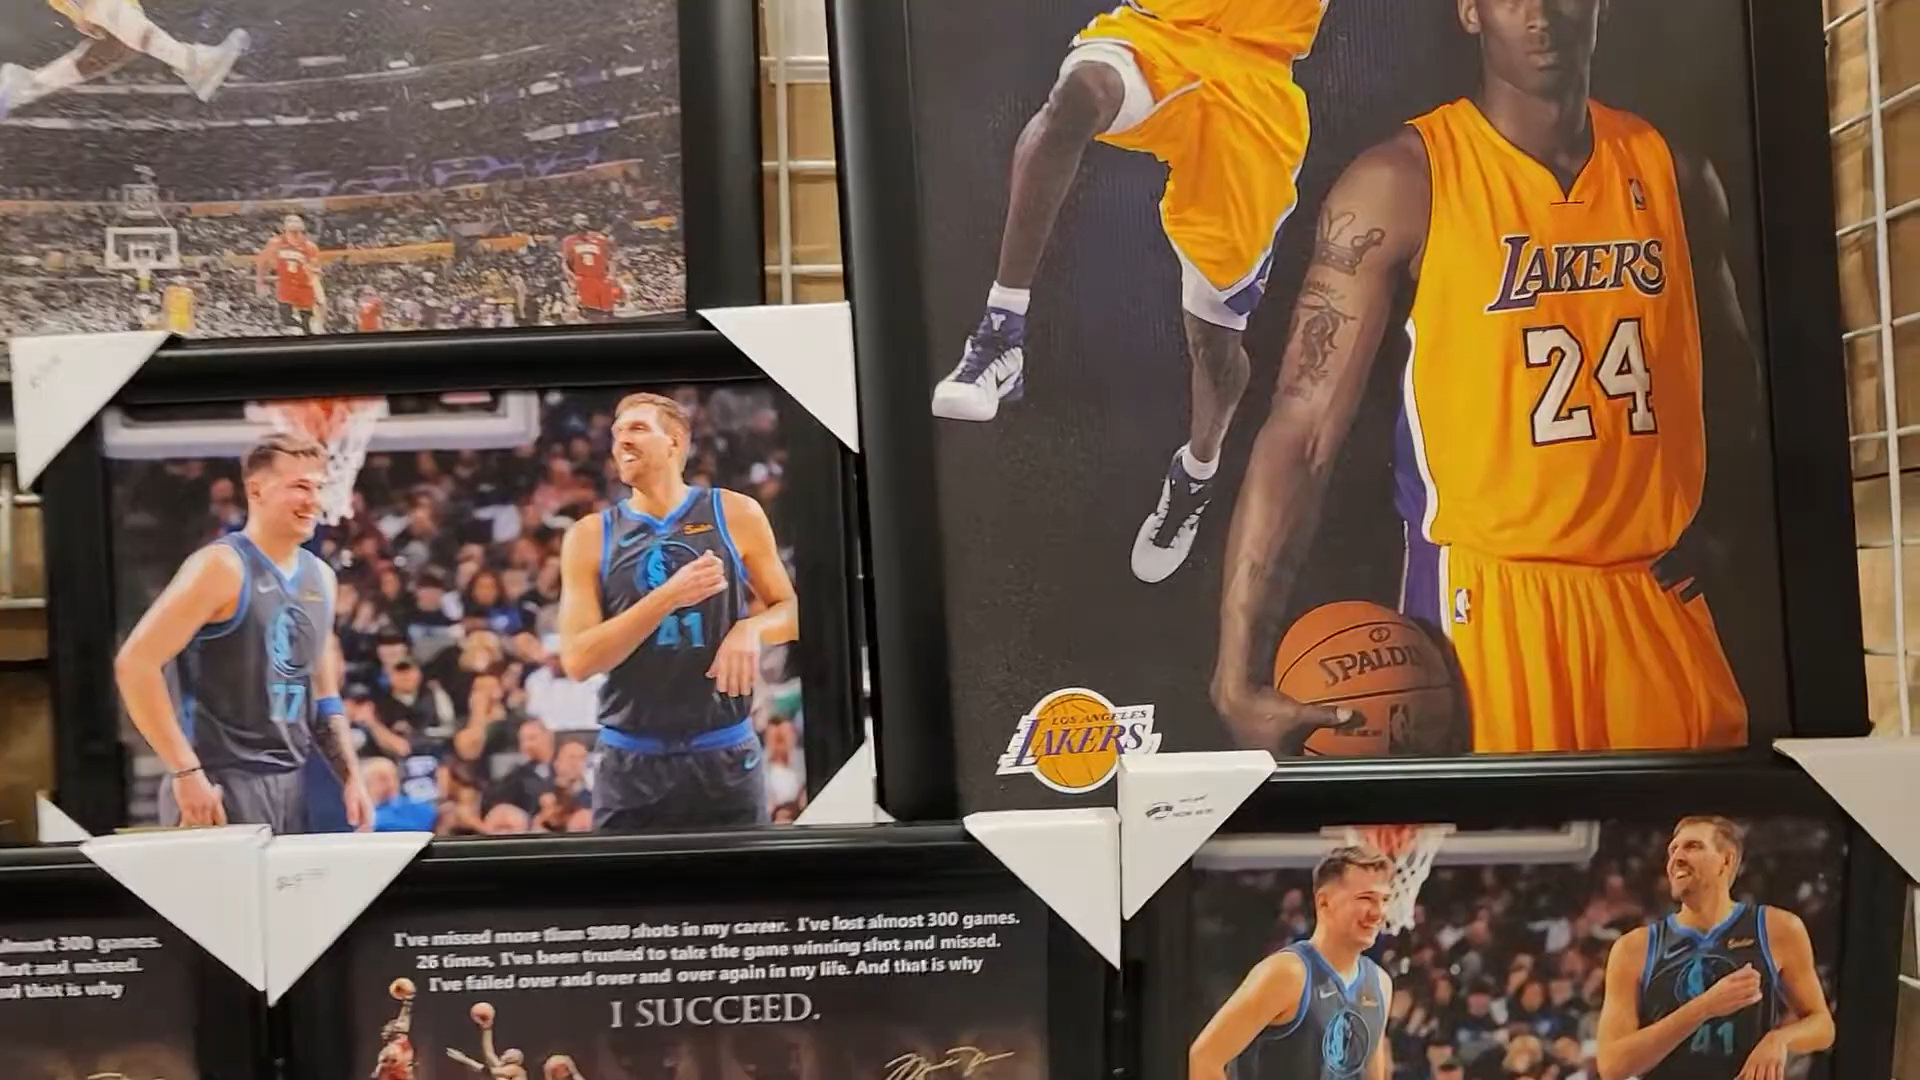 LAKERS
24
SPALDI
LOS ANGELES
LAKERS
41
77
I've missed more than 9000 shots in my career. I've lost almost 300 games.
26 times, I've been trusted to take the game winning shot and missed.
I've failed over and over and over again in my life. And that is why
I SUCCEED.
almost 300 games.
shot and missed.
nd that is why
41